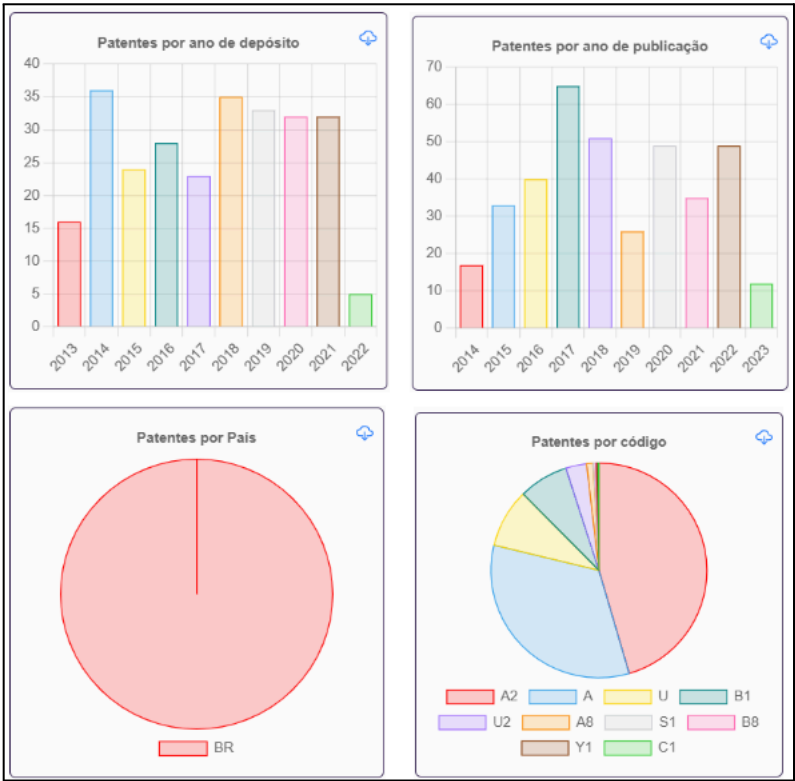 Patentes por ano de depósito
40
35
30
25
20
15
10
5
0
2013 2014 2015 2016 2017 2018 2019 2020 2021 2022
Patentes por ano de publicação
70
60
50
40
30
20
10
0
2014 2015 2016 2017 2018 2019 2020 2021 2022 2023
Patentes por País
BR
Patentes por código
A2 A U B1
U2 A8 S1 B8
Y1 C1